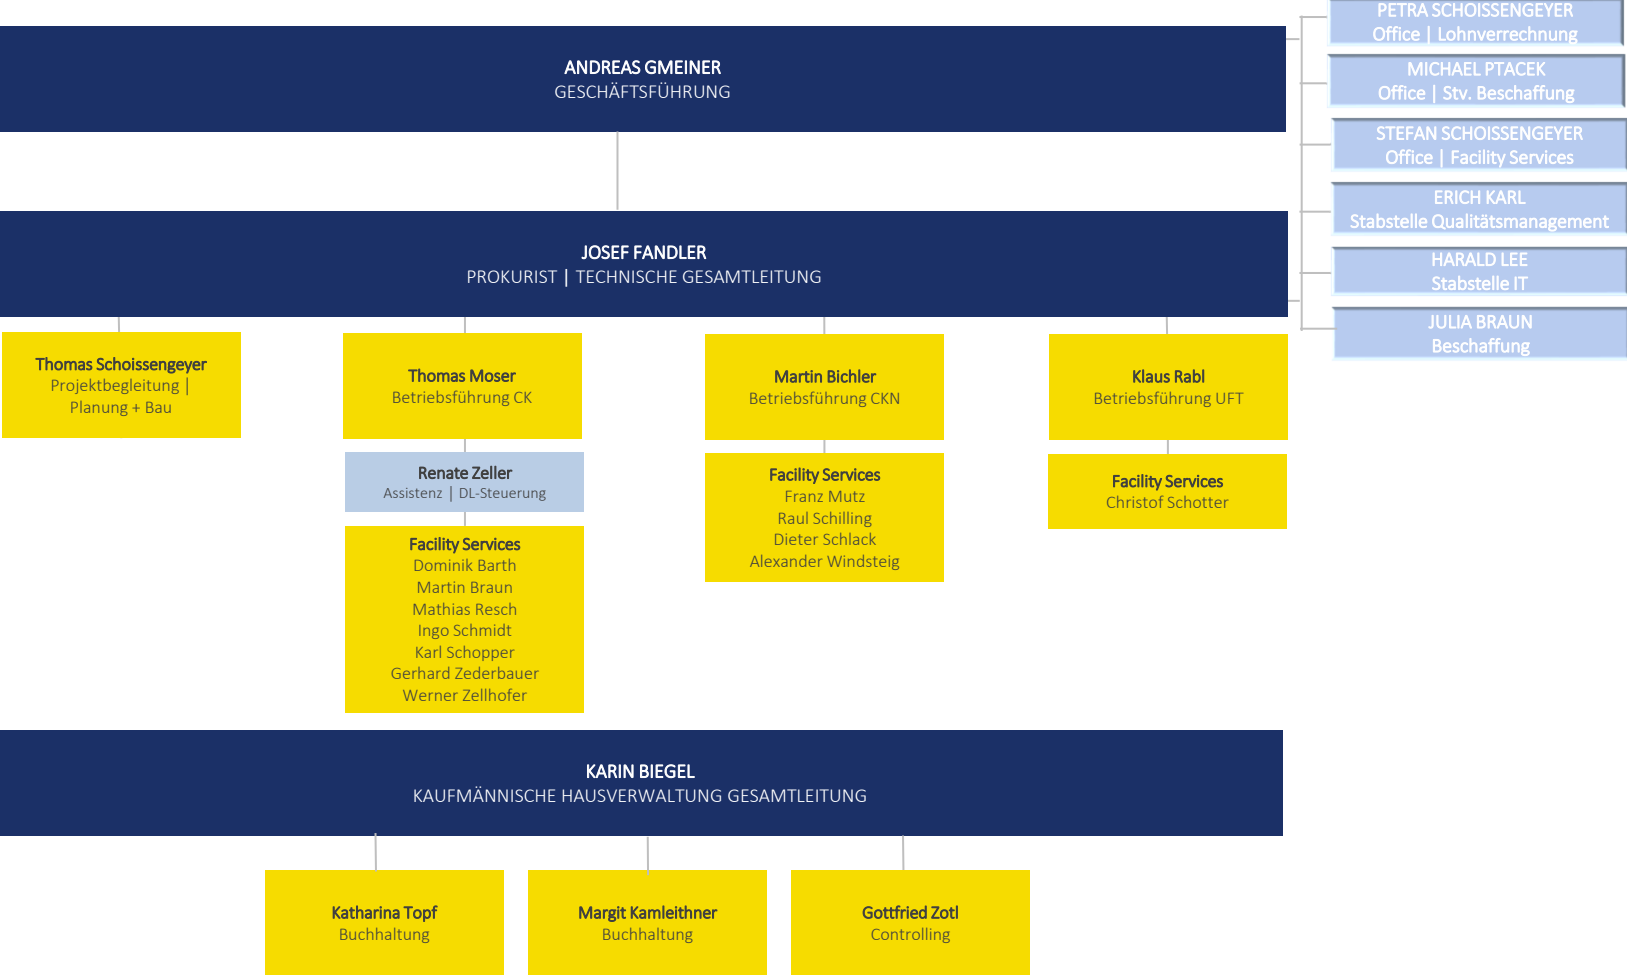 PETRA SCHOISSENGEYER
Office | Lohnverrechnung
MICHAEL PTACEK
Office | Stv. Beschaffung
STEFAN SCHOISSENGEYER
Office | Facility Services
ERICH KARL
Stabstelle Qualitätsmanagement
HARALD LEE
Stabstelle IT
JULIA BRAUN
Beschaffung
ANDREAS GMEINER
GESCHÄFTSFÜHRUNG
JOSEF FANDLER
PROKURIST | TECHNISCHE GESAMTLEITUNG
Thomas Schoissengeyer
Projektbegleitung |
Planung + Bau
Thomas Moser
Betriebsführung CK
Renate Zeller
Assistenz | DL-Steuerung
Facility Services
Dominik Barth
Martin Braun
Mathias Resch
Ingo Schmidt
Karl Schopper
Gerhard Zederbauer
Werner Zellhofer
Martin Bichler
Betriebsführung CKN
Facility Services
Franz Mutz
Raul Schilling
Dieter Schlack
Alexander Windsteig
Klaus Rabl
Betriebsführung UFT
Facility Services
Christof Schotter
KARIN BIEGEL
KAUFMÄNNISCHE HAUSVERWALTUNG GESAMTLEITUNG
Katharina Topf
Buchhaltung
Margit Kamleithner
Buchhaltung
Gottfried Zotl
Controlling